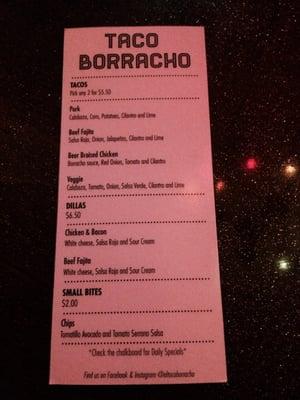 TACO
BORRACHO
TACOS
Pick any 2 for $5.50
Pork
Calabaza, Corn, Potatoes, Cilantro and Lime
Beef Fajita
Salsa Roja, Onion, Jalapeños, Cilantro and Lime
Beer Braised Chicken
Borracho sauce, Red Onion, Tomato and Cilantro
Veggie
Calabaza, Tomato, Onion, Salsa Verde, Cilantro and Lime
DILLAS
$6.50
Chicken & Bacon
White cheese, Salsa Roja and Sour Cream
Beef Fajita
White cheese, Salsa Roja and Sour Cream
SMALL BITES
$2.00
Chips
Tomatillo Avocado and Tomato Serrano Salsa
"Check the chalkboard for Daily Specials"
Find us on Facebook & Instagram @eltacoborracho